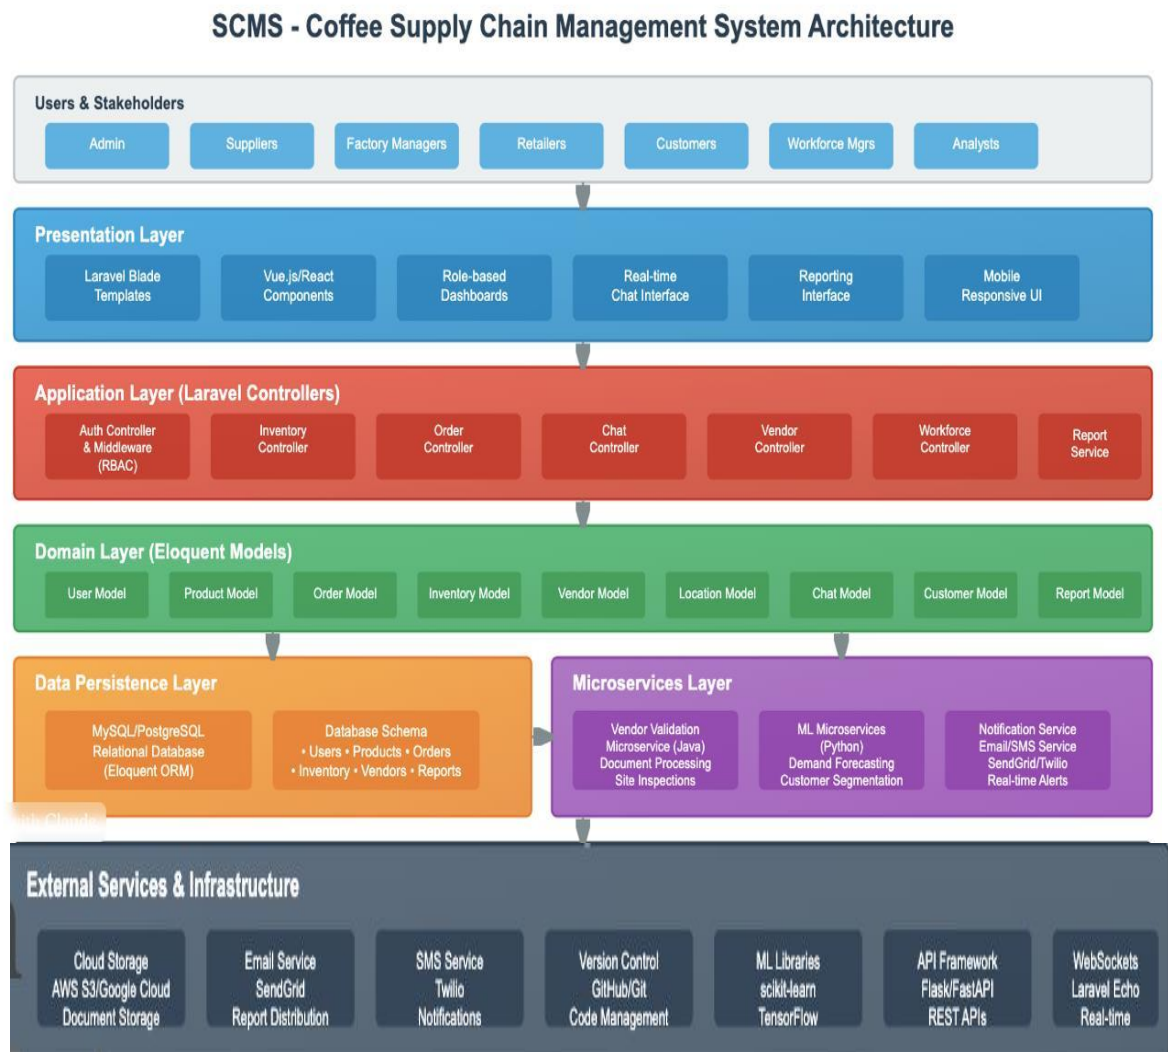 SCMS - Coffee Supply Chain Management System Architecture
Users & Stakeholders
Admin
Suppliers
Factory Managers
Retailers
Customers
Workforce Mgrs
Analysts
Presentation Layer
Laravel Blade
Templates
Vue.js/React
Components
Role-based
Dashboards
Real-time
Chat Interface
Reporting
Interface
Mobile
Responsive UI
Application Layer (Laravel Controllers)
Auth Controller
& Middleware
(RBAC)
Inventory
Controller
Order
Controller
Chat
Controller
Vendor
Controller
Workforce
Controller
Report
Service
Domain Layer (Eloquent Models)
User Model
Product Model
Order Model
Inventory Model
Vendor Model
Location Model
Chat Model
Customer Model
Report Model
Data Persistence Layer
MySQL/PostgreSQL
Relational Database
(Eloquent ORM)
Database Schema
• Users • Products • Orders
• Inventory • Vendors • Reports
Microservices Layer
Vendor Validation
Microservice (Java)
Document Processing
Site Inspections
ML Microservices
(Python)
Demand Forecasting
Customer Segmentation
Notification Service
Email/SMS Service
SendGrid/Twilio
Real-time Alerts
Claude
External Services & Infrastructure
Cloud Storage
AWS S3/Google Cloud
Document Storage
Email Service
SendGrid
Report Distribution
SMS Service
Twilio
Notifications
Version Control
GitHub/Git
Code Management
ML Libraries
scikit-learn
TensorFlow
API Framework
Flask/FastAPI
REST APIs
WebSockets
Laravel Echo
Real-time